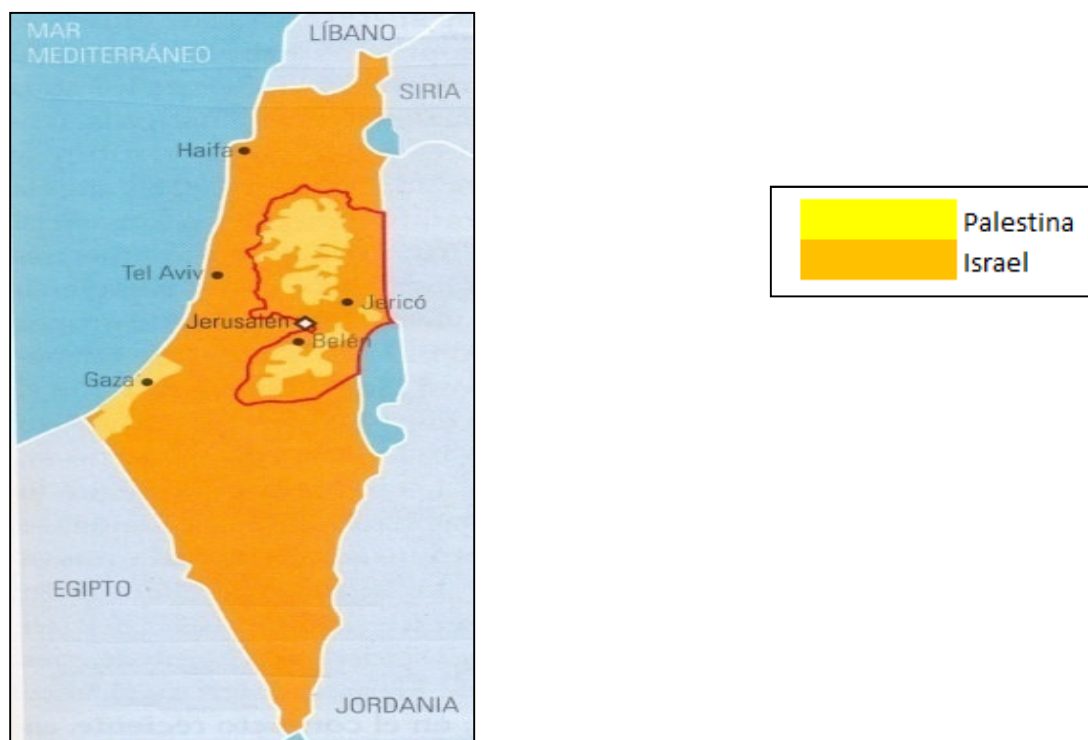 MAR
MEDITERRÁNEO
LÍBANO
SIRIA
Haifa
Tel Aviv
Jericó
Jerusalén
Belén
Gaza
EGIPTO
JORDANIA
Palestina
Israel